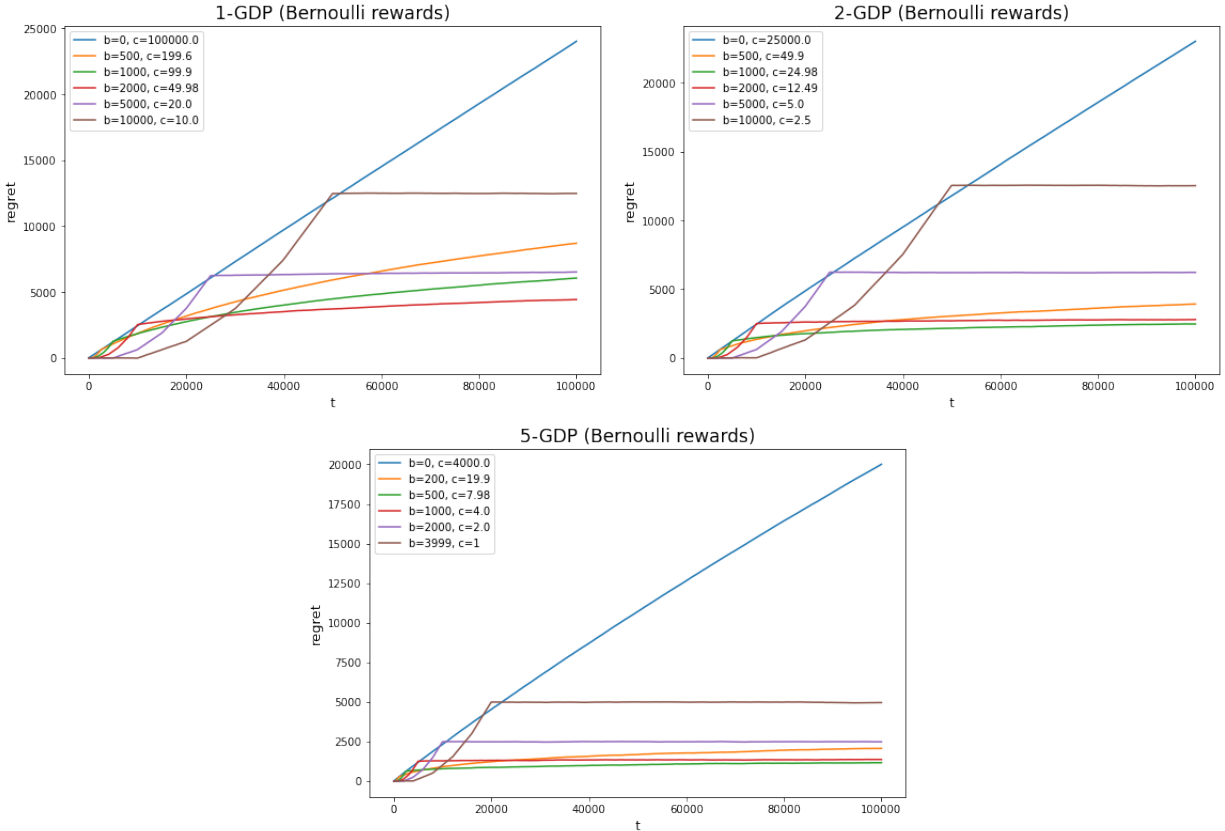 1-GDP (Bernoulli rewards)
25000
20000
15000
10000
5000
0
regret
b=0, c=100000.0
b=500, c=199.6
b=1000, c=99.9
b=2000, c=49.98
b=5000, c=20.0
b=10000, c=10.0
0 20000 40000 60000 80000 100000
t
2-GDP (Bernoulli rewards)
20000
15000
10000
5000
0
regret
b=0, c=25000.0
b=500, c=49.9
b=1000, c=24.98
b=2000, c=12.49
b=5000, c=5.0
b=10000, c=2.5
0 20000 40000 60000 80000 100000
t
5-GDP (Bernoulli rewards)
20000
17500
15000
12500
10000
7500
5000
2500
0
regret
b=0, c=4000.0
b=200, c=19.9
b=500, c=7.98
b=1000, c=4.0
b=2000, c=2.0
b=3999, c=1
0 20000 40000 60000 80000 100000
t